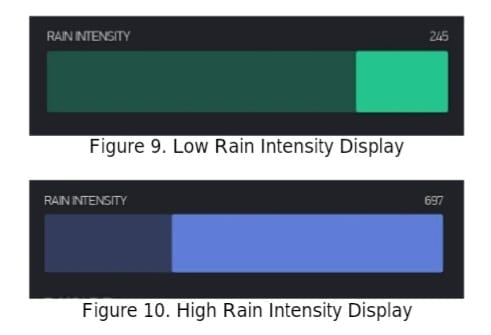 RAIN INTENSITY 245
Figure 9. Low Rain Intensity Display
RAIN INTENSITY 697
Figure 10. High Rain Intensity Display